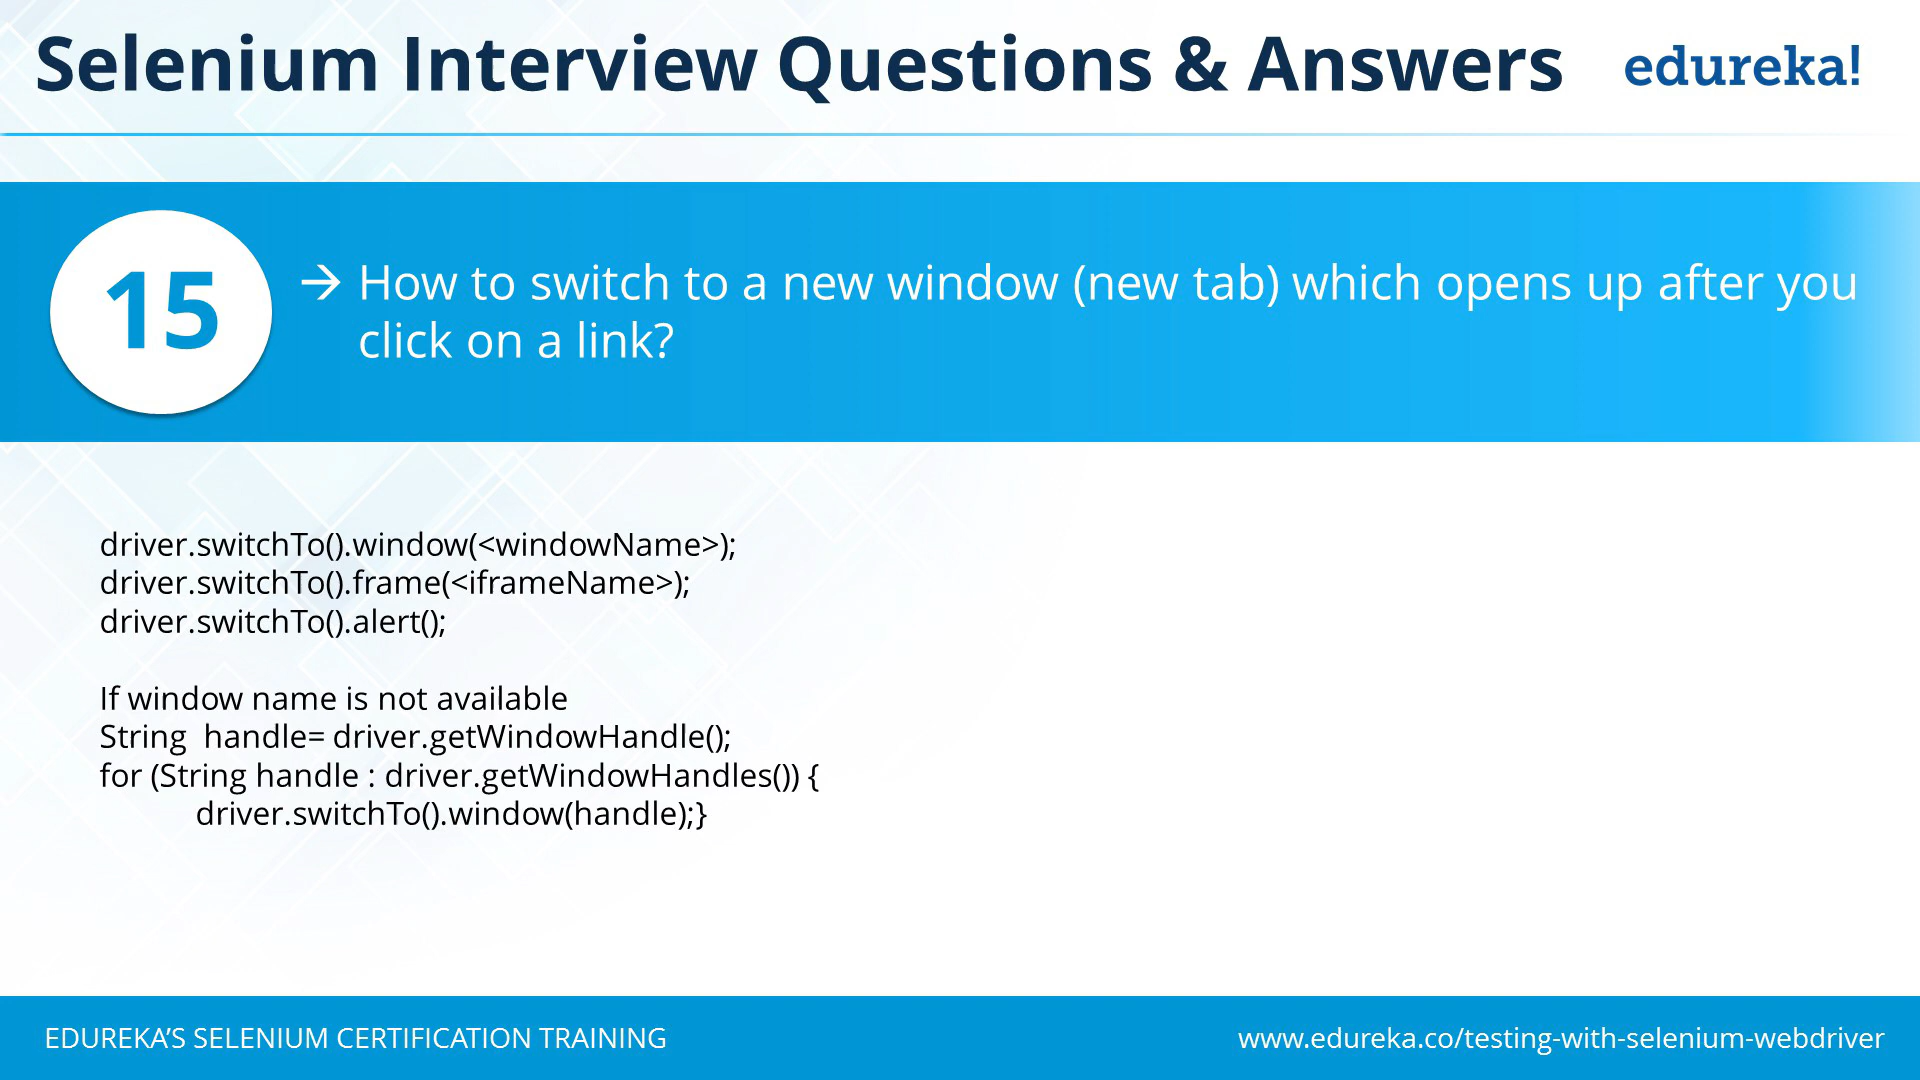 Selenium Interview Questions & Answers
edureka!
15
→ How to switch to a new window (new tab) which opens up after you
click on a link?
driver.switchTo().window(<windowName>);
driver.switchTo().frame(<iframeName>);
driver.switchTo().alert();
If window name is not available
String  handle= driver.getWindowHandle();
for (String handle : driver.getWindowHandles()) {
driver.switchTo().window(handle);}
EDUREKA’S SELENIUM CERTIFICATION TRAINING
www.edureka.co/testing-with-selenium-webdriver